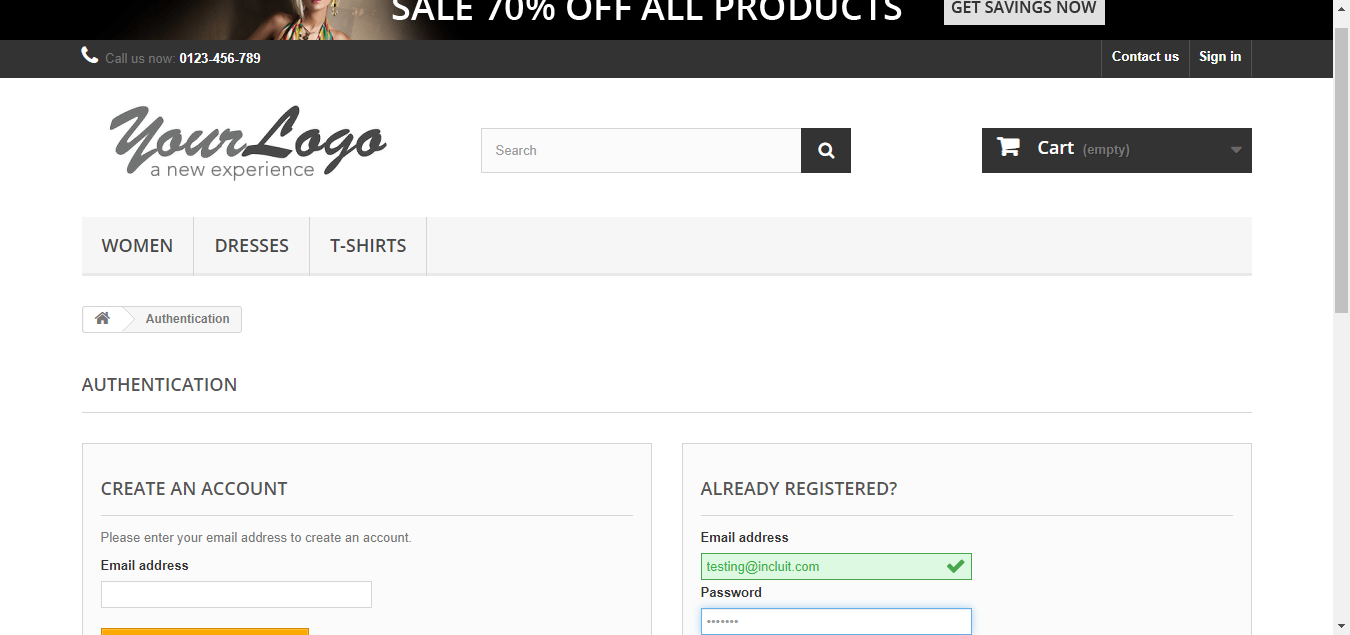 SALE 70% OFF ALL PRODUCTS
GET SAVINGS NOW
Call us now: 0123-456-789
Contact us
Sign in
YourLogo
a new experience
Search
Cart (empty)
WOMEN
DRESSES
T-SHIRTS
Authentication
AUTHENTICATION
CREATE AN ACCOUNT
Please enter your email address to create an account.
Email address
ALREADY REGISTERED?
Email address
testing@incluit.com
Password
•••••••